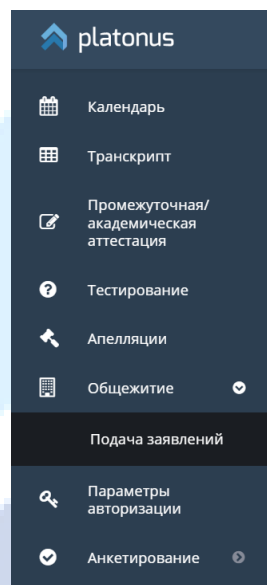 platonus
Календарь
Транскрипт
Промежуточная/
академическая
аттестация
Тестирование
Апелляции
Общежитие
Подача заявлений
Параметры
авторизации
Анкетирование